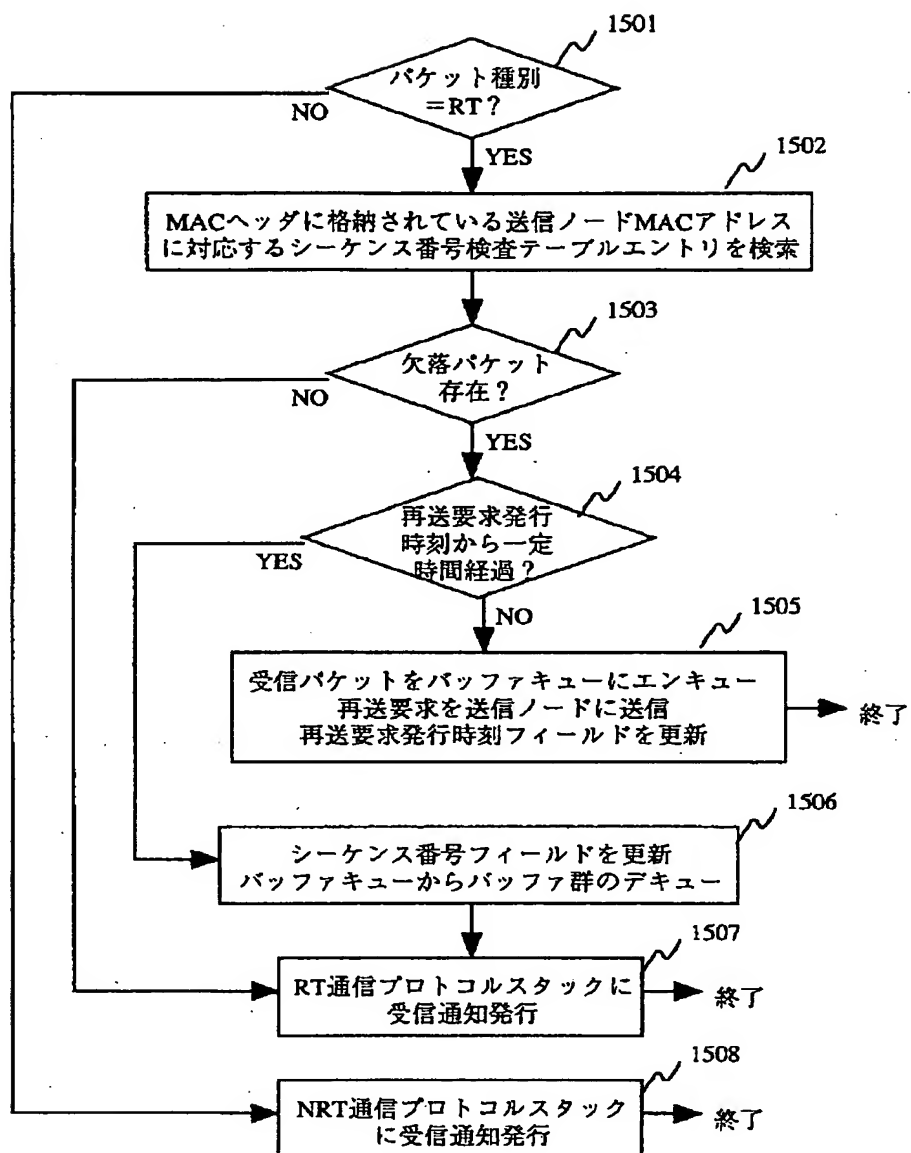 1501
パケット種別
=RT?
NO
YES
1502
MACヘッダに格納されている送信ノードMACアドレス
に対応するシーケンス番号検査テーブルエントリを検索
1503
欠落パケット
存在?
NO
YES
1504
再送要求発行
時刻から一定
時間経過?
YES
NO
1505
受信パケットをバッファキューにエンキュー
再送要求を送信ノードに送信
再送要求発行時刻フィールドを更新
終了
1506
シーケンス番号フィールドを更新
バッファキューからバッファ群のデキュー
1507
RT通信プロトコルスタックに
受信通知発行
終了
1508
NRT通信プロトコルスタック
に受信通知発行
終了